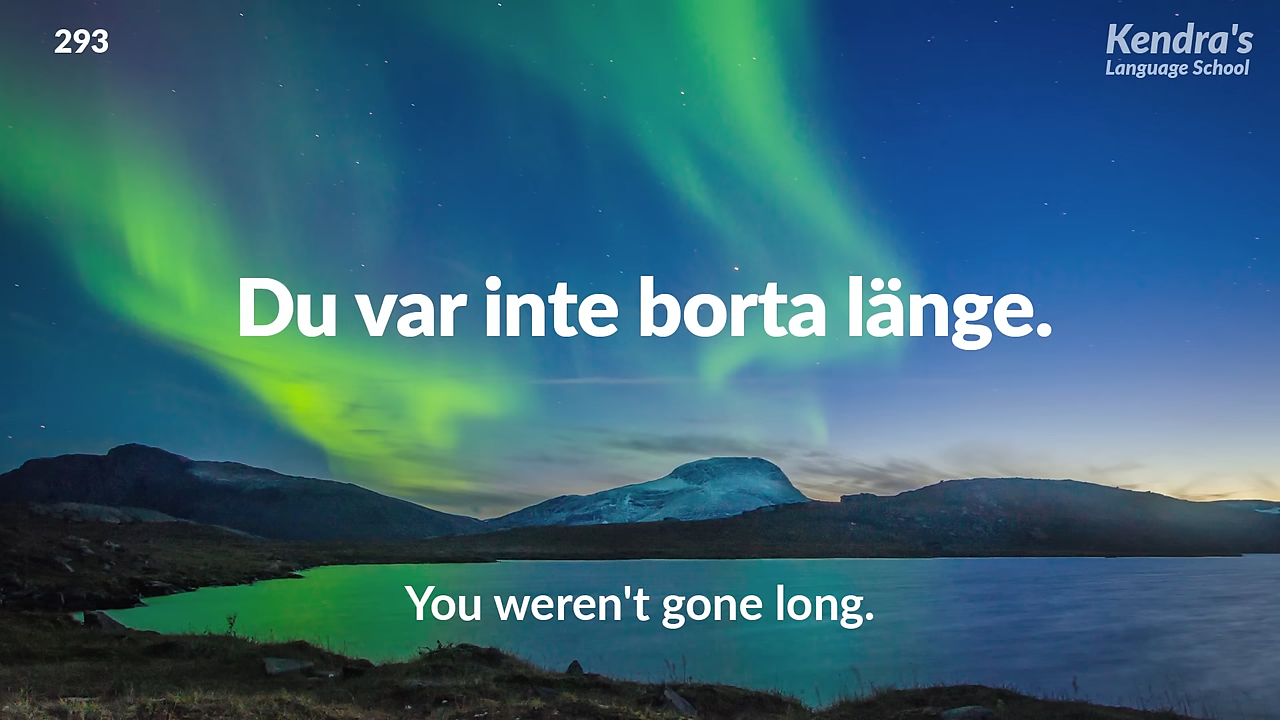 293
Kendra's
Language School
Du var inte borta länge.
You weren't gone long.